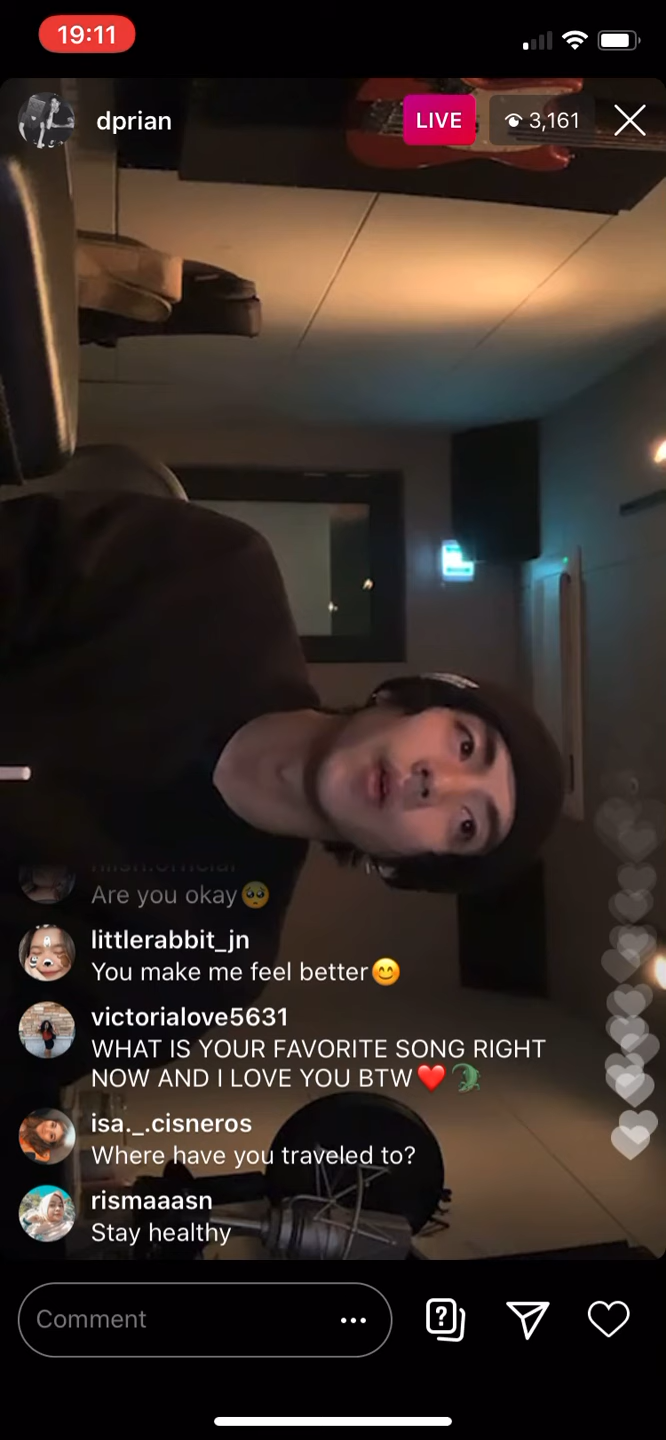 19:11
dprian
LIVE
3,161
Are you okay🥺
littlerabbit_jn
You make me feel better😊
victorialove5631
WHAT IS YOUR FAVORITE SONG RIGHT
NOW AND I LOVE YOU BTW❤️🐊
isa._.cisneros
Where have you traveled to?
rismaaasn
Stay healthy
Comment